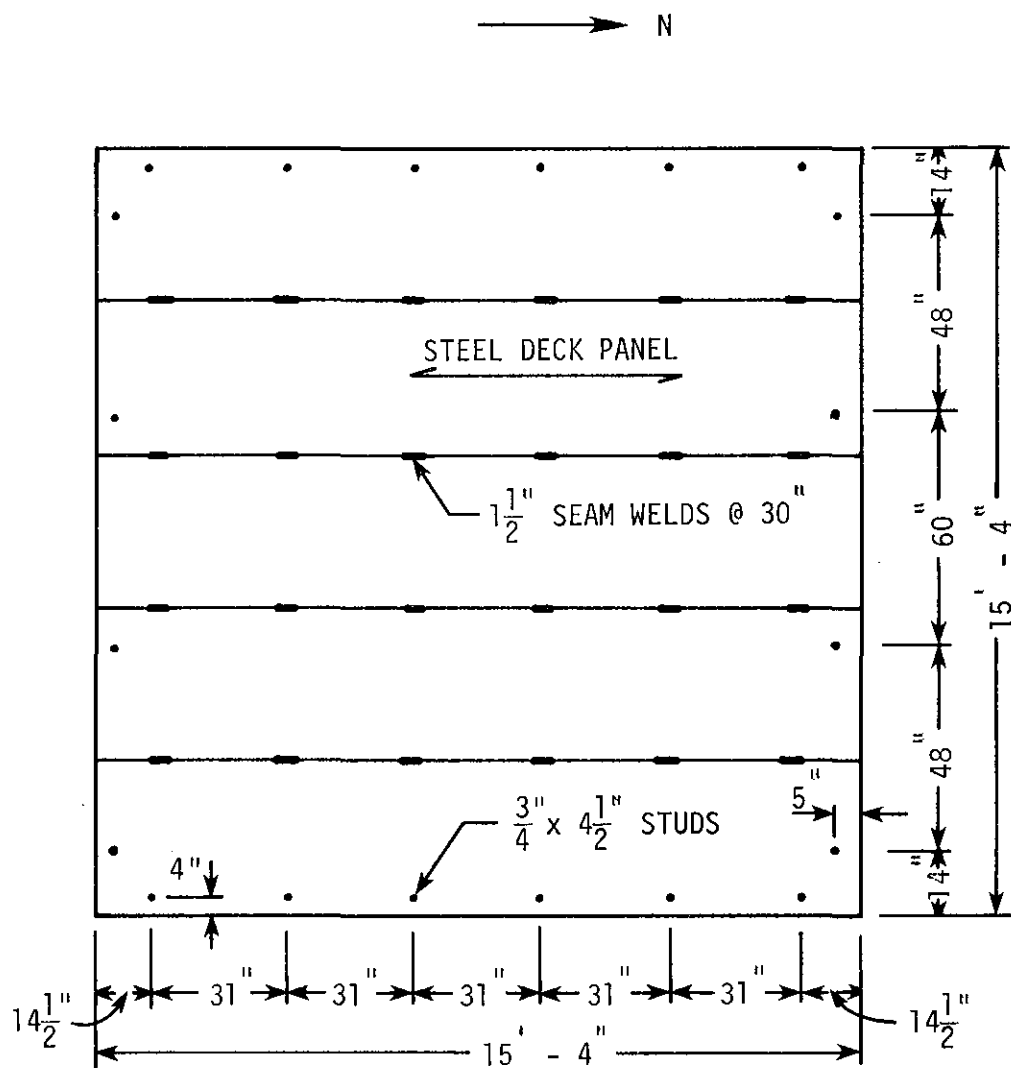 N
14"
48"
STEEL DECK PANEL
1 1/2" SEAM WELDS @ 30"
60"
15' - 4"
48"
5"
3/4" x 4 1/2" STUDS
4"
14"
31" 31" 31" 31" 31"
14 1/2" 14 1/2"
15' - 4"